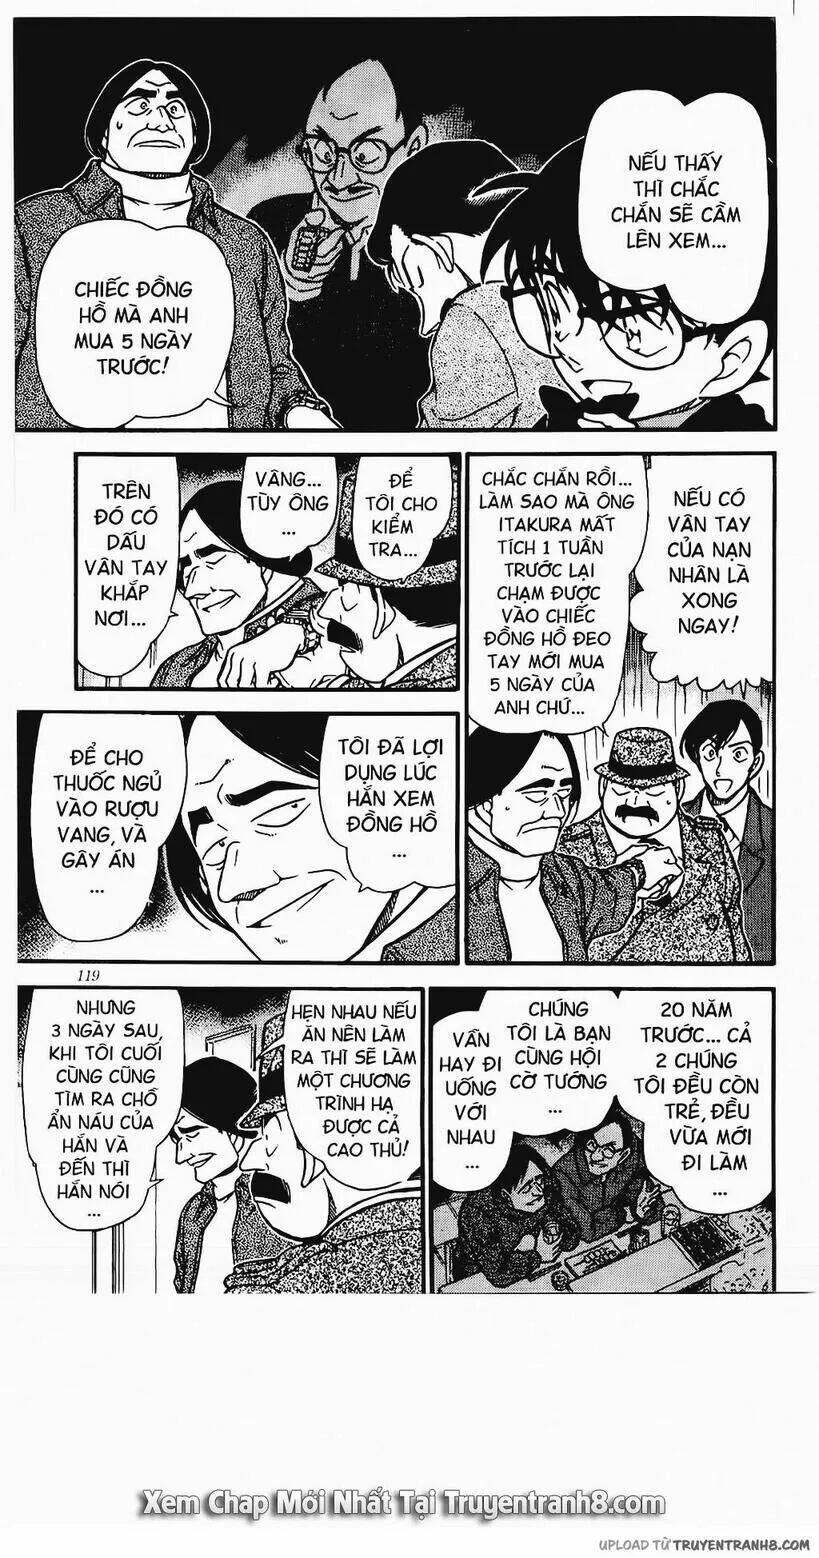 NẾU THẤY
THÌ CHẮC
CHẮN SẼ CẦM
LÊN XEM...
CHIẾC ĐỒNG
HỒ MÀ ANH
MUA 5 NGÀY
TRƯỚC!
NẾU CÓ
VÂN TAY
CỦA NẠN
NHÂN LÀ
XONG
NGAY!
CHẮC CHẮN RỒI...
LÀM SAO MÀ ÔNG
ITAKURA MẤT
TÍCH 1 TUẦN
TRƯỚC LẠI
CHẠM ĐƯỢC
VÀO CHIẾC
ĐỒNG HỒ ĐEO
TAY MỚI MUA
5 NGÀY CỦA
ANH CHỨ...
ĐỂ
TÔI CHO
KIỂM
TRA...
VÂNG...
TÙY ÔNG
...
TRÊN
ĐÓ CÓ
DẤU
VÂN TAY
KHẮP
NƠI...
TÔI ĐÃ LỢI
DỤNG LÚC
HẮN XEM
ĐỒNG HỒ
...
ĐỂ CHO
THUỐC NGỦ
VÀO RƯỢU
VANG, VÀ
GÂY ÁN
...
119
20 NĂM
TRƯỚC... CẢ
2 CHÚNG
TÔI ĐỀU CÒN
TRẺ, ĐỀU
VỪA MỚI
ĐI LÀM
...
CHÚNG
TÔI LÀ BẠN
CÙNG HỘI
CỜ TƯỚNG
...
VẪN
HAY ĐI
UỐNG
VỚI
NHAU
...
HẸN NHAU NẾU
ĂN NÊN LÀM
RA THÌ SẼ LÀM
MỘT CHƯƠNG
TRÌNH HẠ
ĐƯỢC CẢ
CAO THỦ!
NHƯNG
3 NGÀY SAU,
KHI TÔI CUỐI
CÙNG CŨNG
TÌM RA CHỖ
ẨN NÁU CỦA
HẮN VÀ
ĐẾN THÌ
HẮN NÓI
...
Xem Chap Mới Nhất Tại Truyentranh8.com
UPLOAD TỪ TRUYENTRANH8.COM